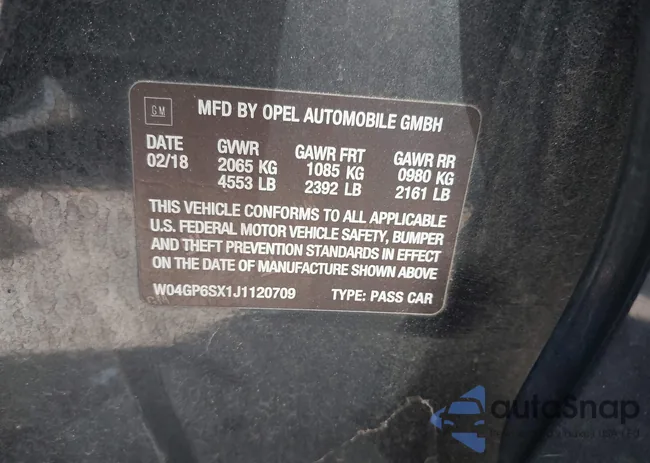 GM MFD BY OPEL AUTOMOBILE GMBH
DATE GVWR GAWR FRT GAWR RR
02/18 2065 KG 1085 KG 0980 KG
4553 LB 2392 LB 2161 LB
THIS VEHICLE CONFORMS TO ALL APPLICABLE
U.S. FEDERAL MOTOR VEHICLE SAFETY, BUMPER
AND THEFT PREVENTION STANDARDS IN EFFECT
ON THE DATE OF MANUFACTURE SHOWN ABOVE
W04GP6SX1J1120709 TYPE: PASS CAR
GM
autoSnap